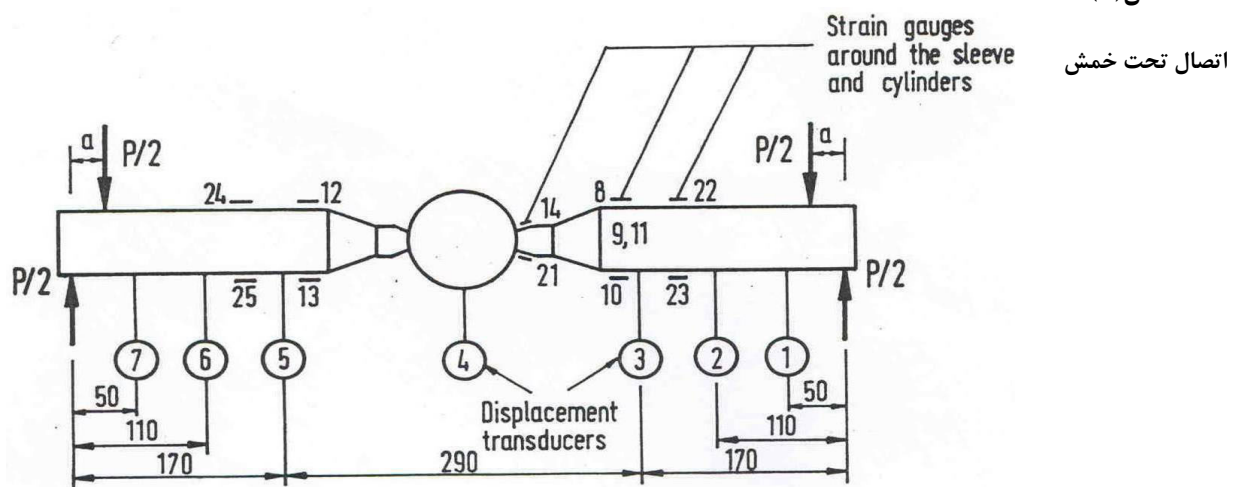 Strain gauges
around the sleeve
and cylinders
اتصال تحت خمش
a
P/2
P/2
a
24
12
14
8
22
9,11
P/2
25
13
21
10
23
P/2
7
6
5
4
3
2
1
50
50
Displacement
transducers
110
110
170
290
170